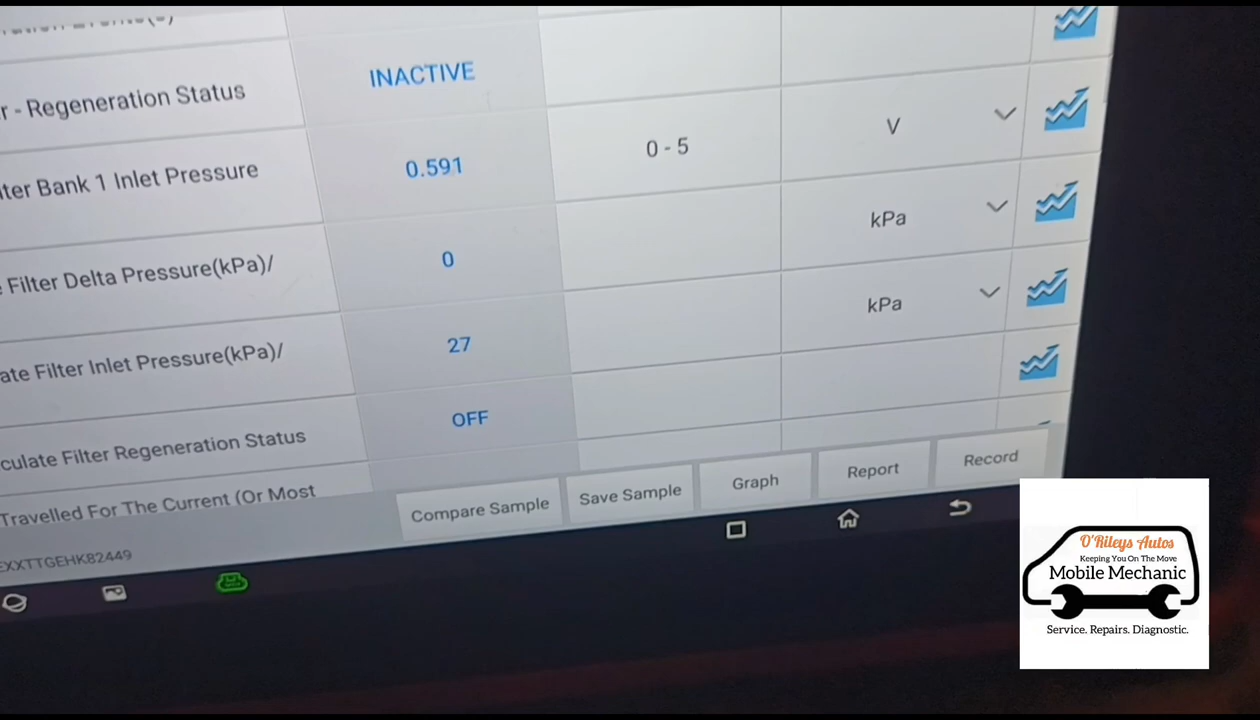 r - Regeneration Status INACTIVE
lter Bank 1 Inlet Pressure 0.591 0 - 5 V
Filter Delta Pressure(kPa)/ 0 kPa
ate Filter Inlet Pressure(kPa)/ 27 kPa
culate Filter Regeneration Status OFF
Travelled For The Current (Or Most
Compare Sample Save Sample Graph Report Record
EXXTTGEHK82449
O'Rileys Autos
Keeping You On The Move
Mobile Mechanic
Service. Repairs. Diagnostic.